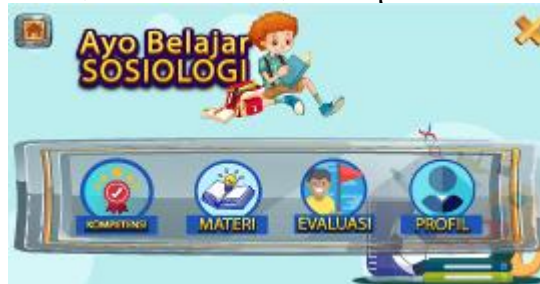 Ayo Belajar
SOSIOLOGI
KOMPETENSI
MATERI
EVALUASI
PROFIL